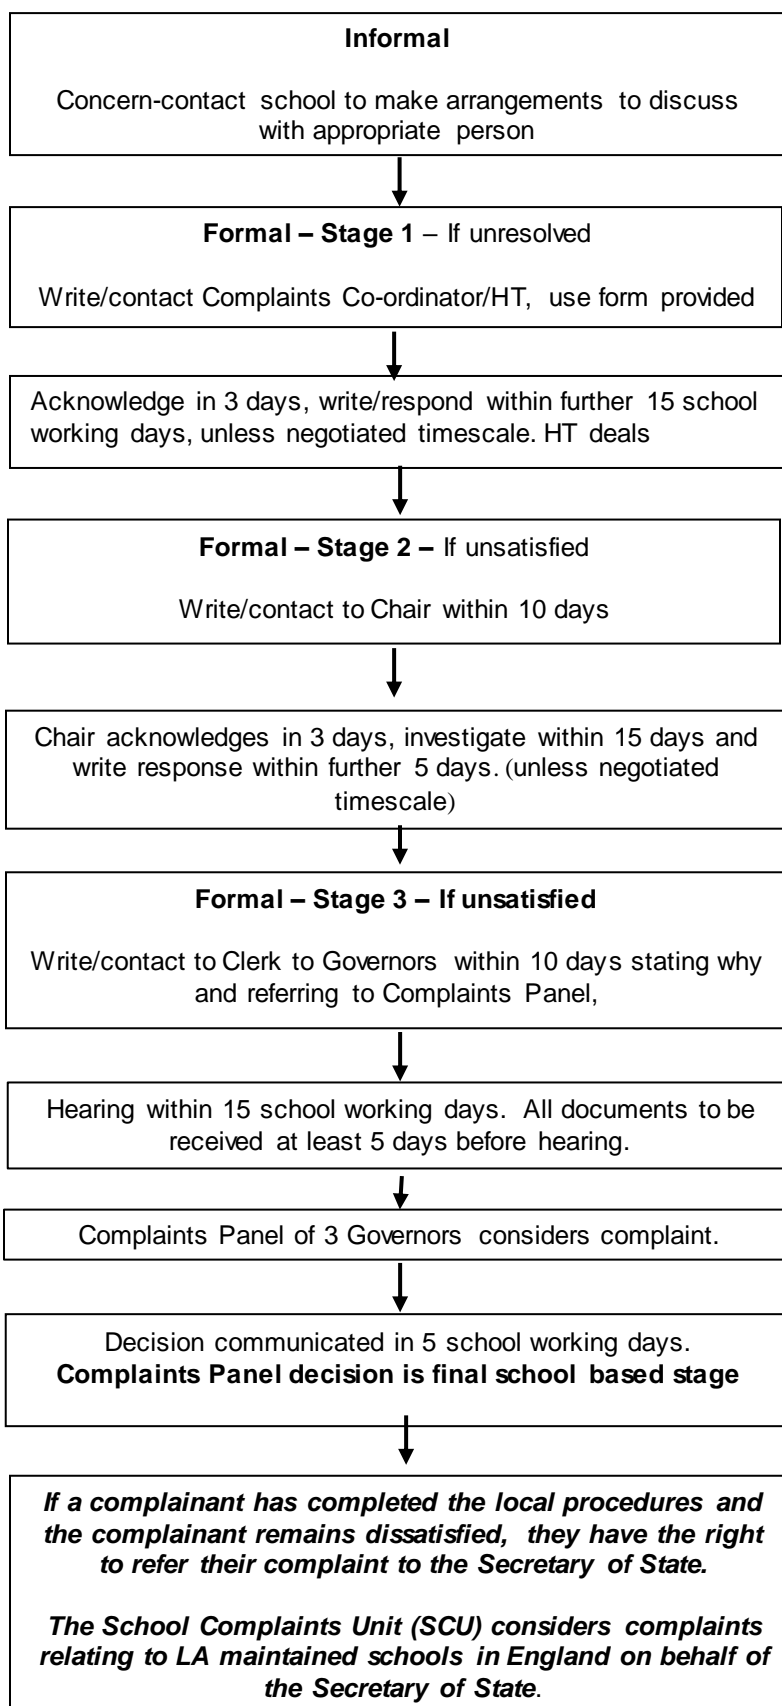 Informal
Concern-contact school to make arrangements to discuss
with appropriate person
Formal – Stage 1 – If unresolved
Write/contact Complaints Co-ordinator/HT, use form provided
Acknowledge in 3 days, write/respond within further 15 school
working days, unless negotiated timescale. HT deals
Formal – Stage 2 – If unsatisfied
Write/contact to Chair within 10 days
Chair acknowledges in 3 days, investigate within 15 days and
write response within further 5 days. (unless negotiated
timescale)
Formal – Stage 3 – If unsatisfied
Write/contact to Clerk to Governors within 10 days stating why
and referring to Complaints Panel,
Hearing within 15 school working days. All documents to be
received at least 5 days before hearing.
Complaints Panel of 3 Governors considers complaint.
Decision communicated in 5 school working days.
Complaints Panel decision is final school based stage
If a complainant has completed the local procedures and
the complainant remains dissatisfied, they have the right
to refer their complaint to the Secretary of State.
The School Complaints Unit (SCU) considers complaints
relating to LA maintained schools in England on behalf of
the Secretary of State.